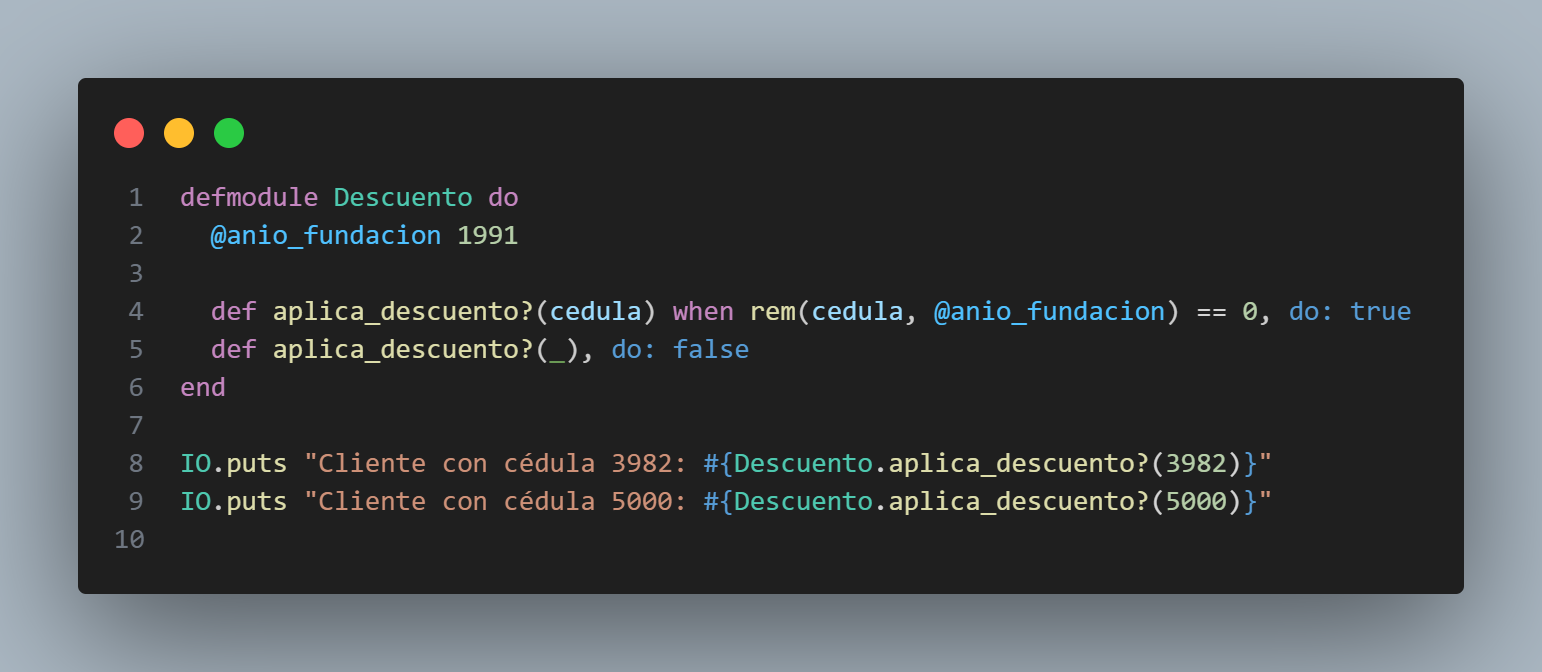 1 defmodule Descuento do
2   @anio_fundacion 1991
3
4   def aplica_descuento?(cedula) when rem(cedula, @anio_fundacion) == 0, do: true
5   def aplica_descuento?(_), do: false
6 end
7
8 IO.puts "Cliente con cédula 3982: #{Descuento.aplica_descuento?(3982)}"
9 IO.puts "Cliente con cédula 5000: #{Descuento.aplica_descuento?(5000)}"
10